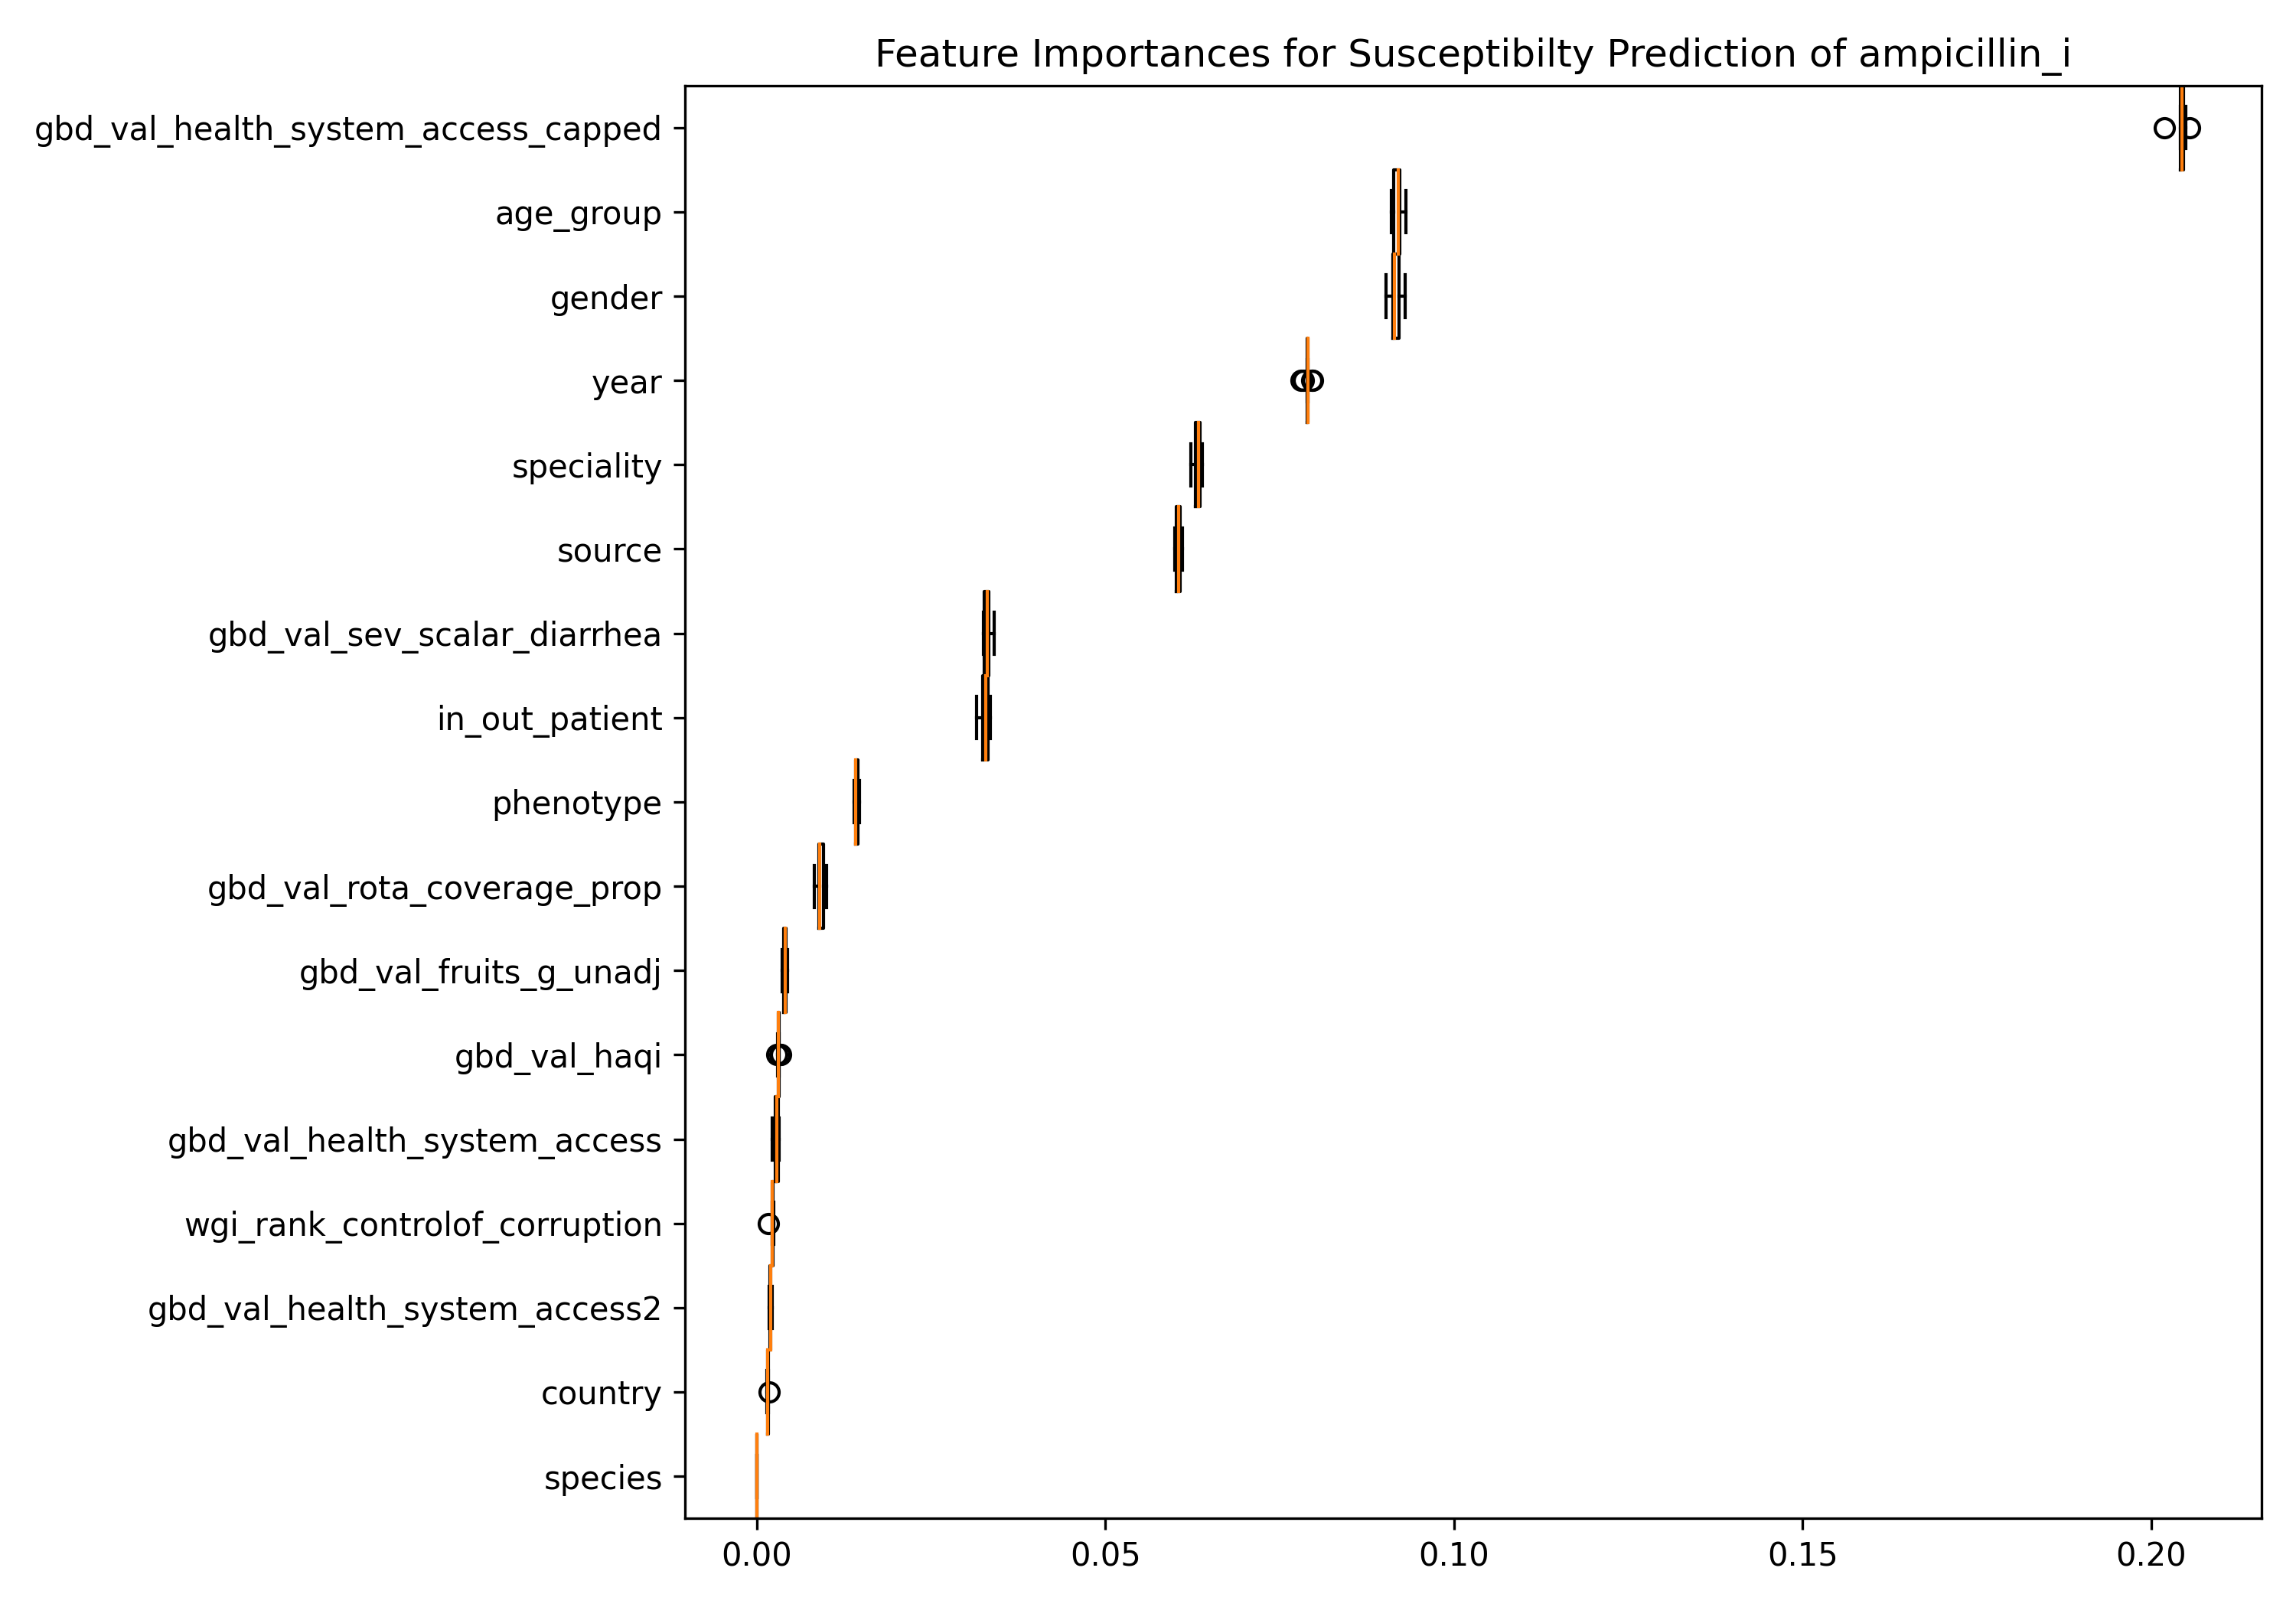 Feature Importances for Susceptibilty Prediction of ampicillin_i
gbd_val_health_system_access_capped
age_group
gender
year
speciality
source
gbd_val_sev_scalar_diarrhea
in_out_patient
phenotype
gbd_val_rota_coverage_prop
gbd_val_fruits_g_unadj
gbd_val_haqi
gbd_val_health_system_access
wgi_rank_controlof_corruption
gbd_val_health_system_access2
country
species
0.00 0.05 0.10 0.15 0.20